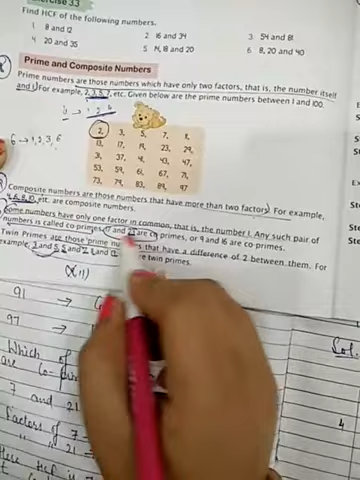 Exercise 33
Find HCF of the following numbers.
1. 8 and 12 2. 16 and 34 3. 54 and 81
4. 20 and 35 5. 14, 18 and 20 6. 8, 20 and 40
Prime and Composite Numbers
Prime numbers are those numbers which have only two factors, that is, the number itself
and 1. For example, 2, 3, 5, 7, etc. Given below are the prime numbers between 1 and 100.
6 → 1, 2, 3, 6
2, 3, 5, 7,
13, 17, 19, 23, 29,
31, 37, 41, 43, 47,
53, 59, 61, 67, 71,
73, 79, 83, 89, 97
Composite numbers are those numbers that have more than two factors. For example,
etc. are composite numbers.
Some numbers have only one factor in common, that is, the number 1. Any such pair of
numbers is called co-primes. and are co primes, or 9 and 16 are co primes.
Twin Primes are those prime numbers that have a difference of 2 between them. For
example, 3 and 5, 5 and 7, and are twin primes.
91 →
97 →
Which of
are Co-
7 and 21
Factors of 7 -
" " 21 -
Here HCF is
Sol.
4